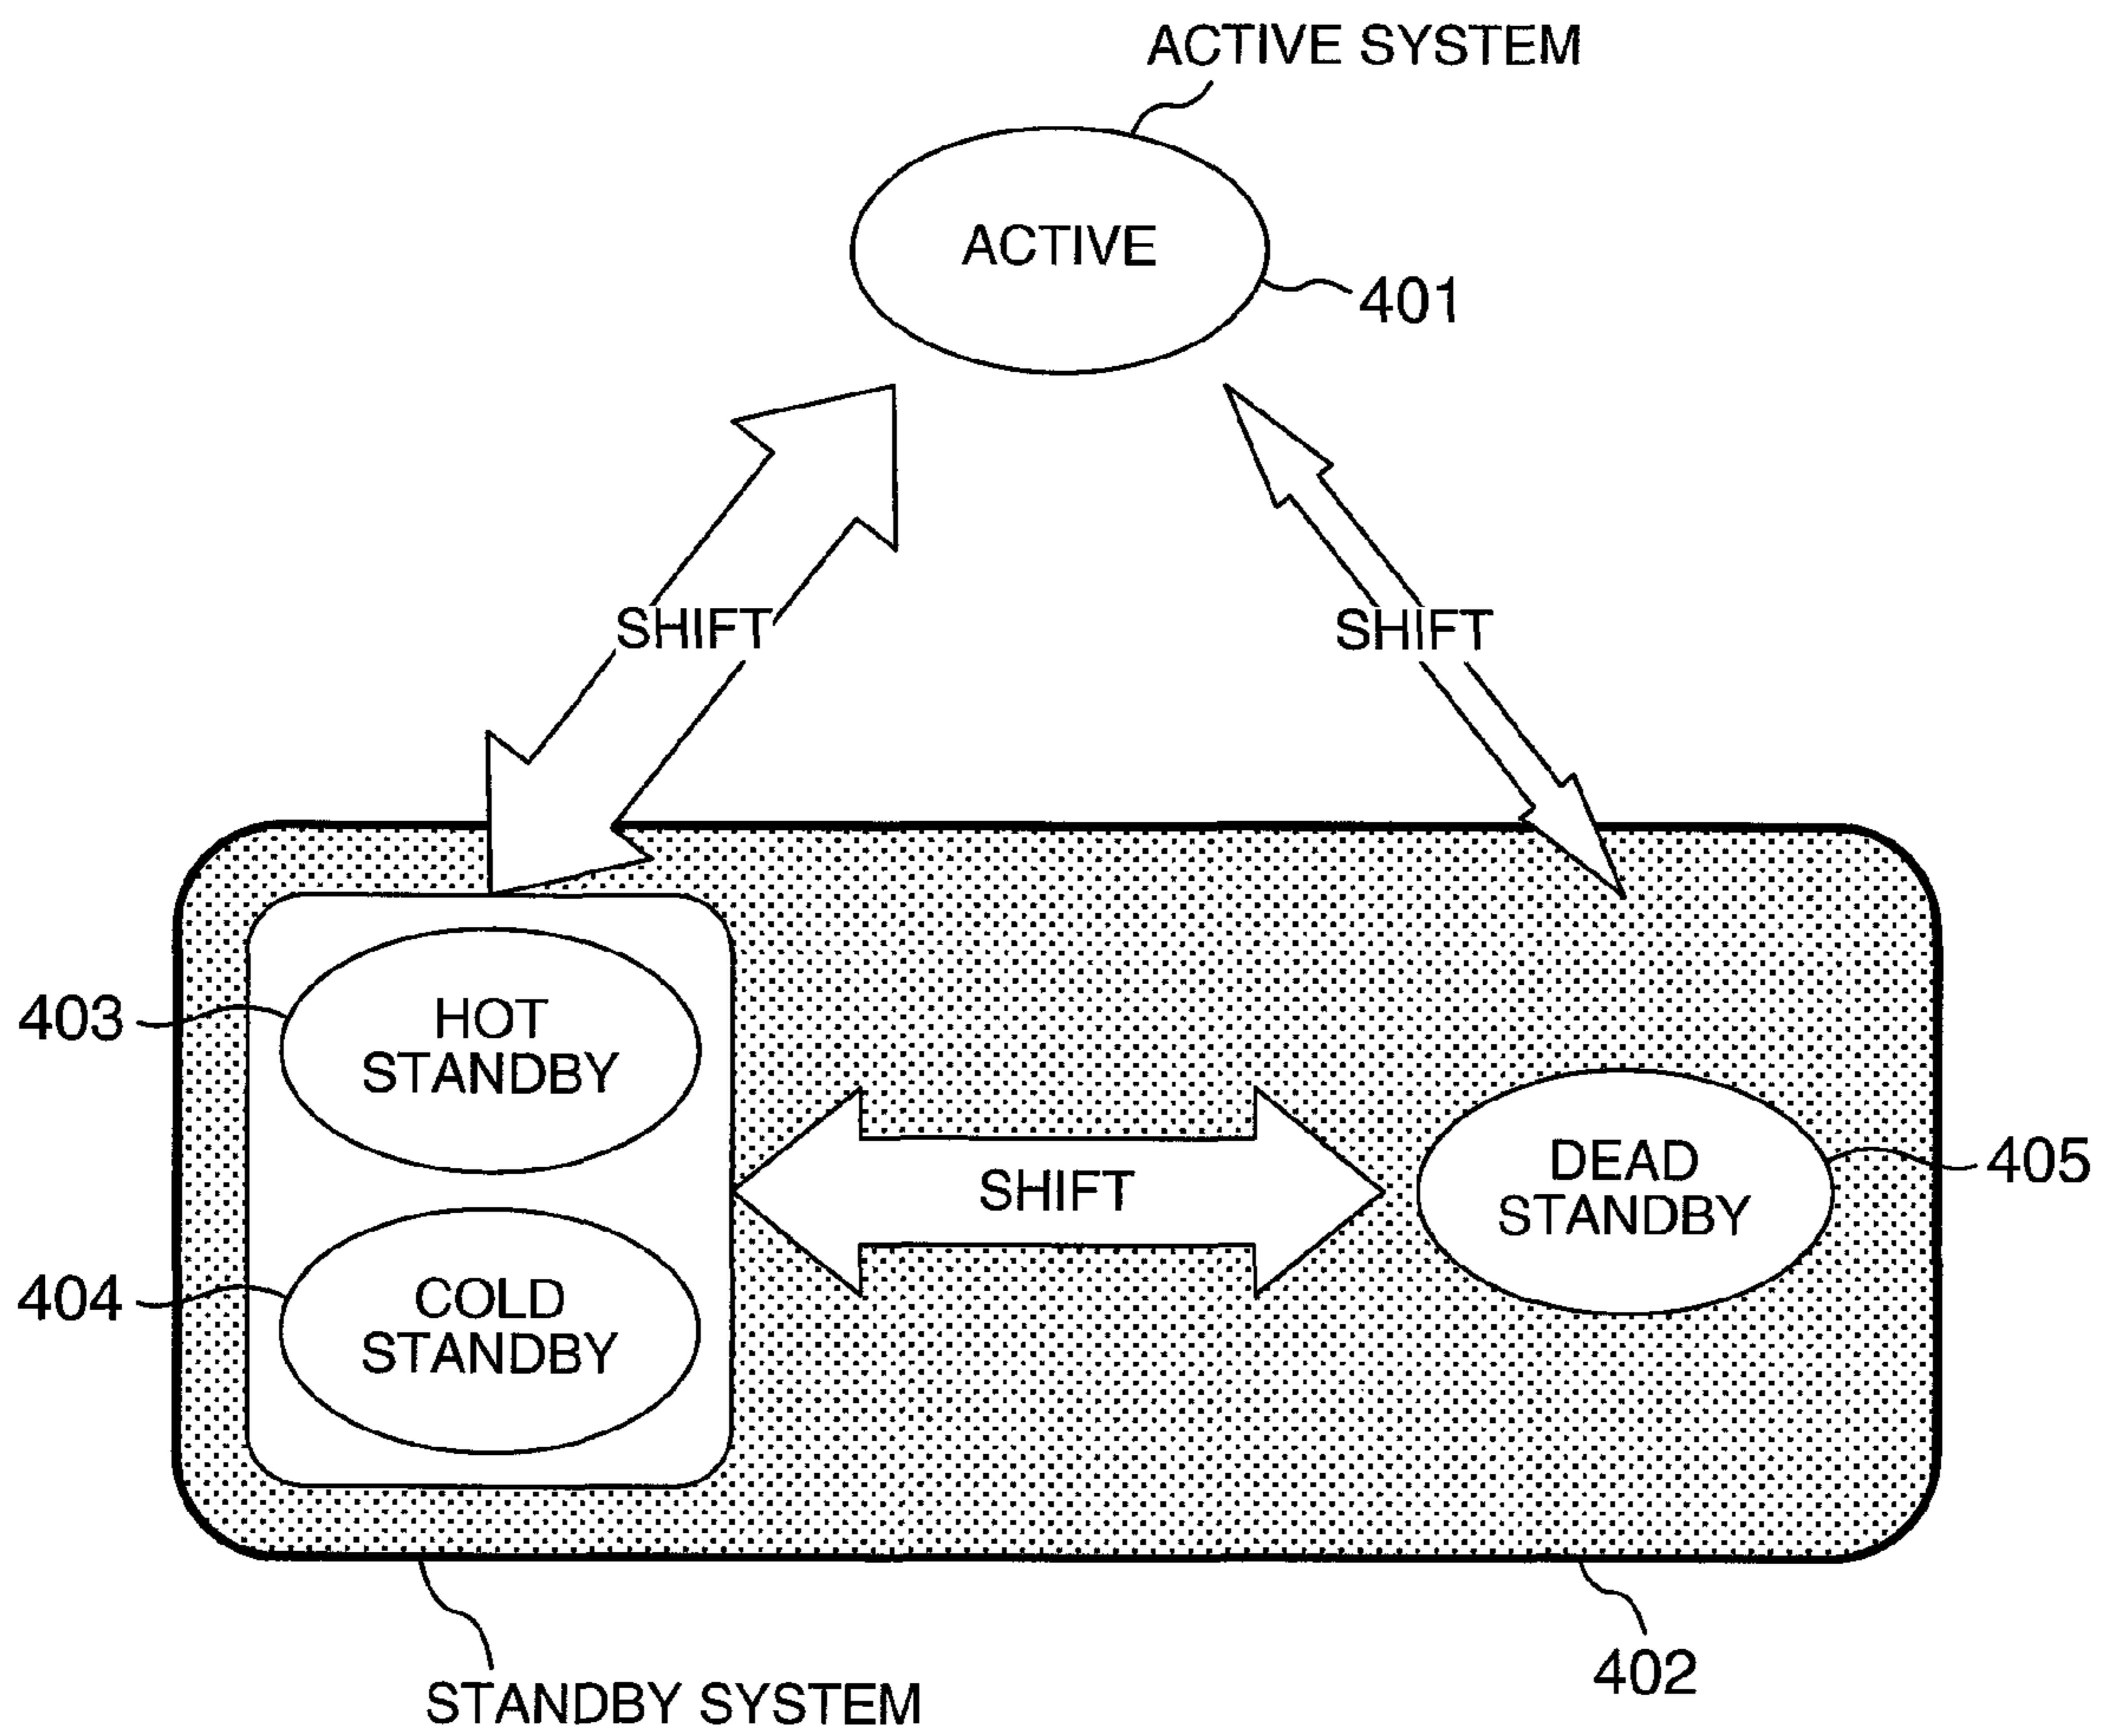 ACTIVE SYSTEM
ACTIVE
401
SHIFT
SHIFT
403
HOT
STANDBY
SHIFT
DEAD
STANDBY
405
404
COLD
STANDBY
402
STANDBY SYSTEM